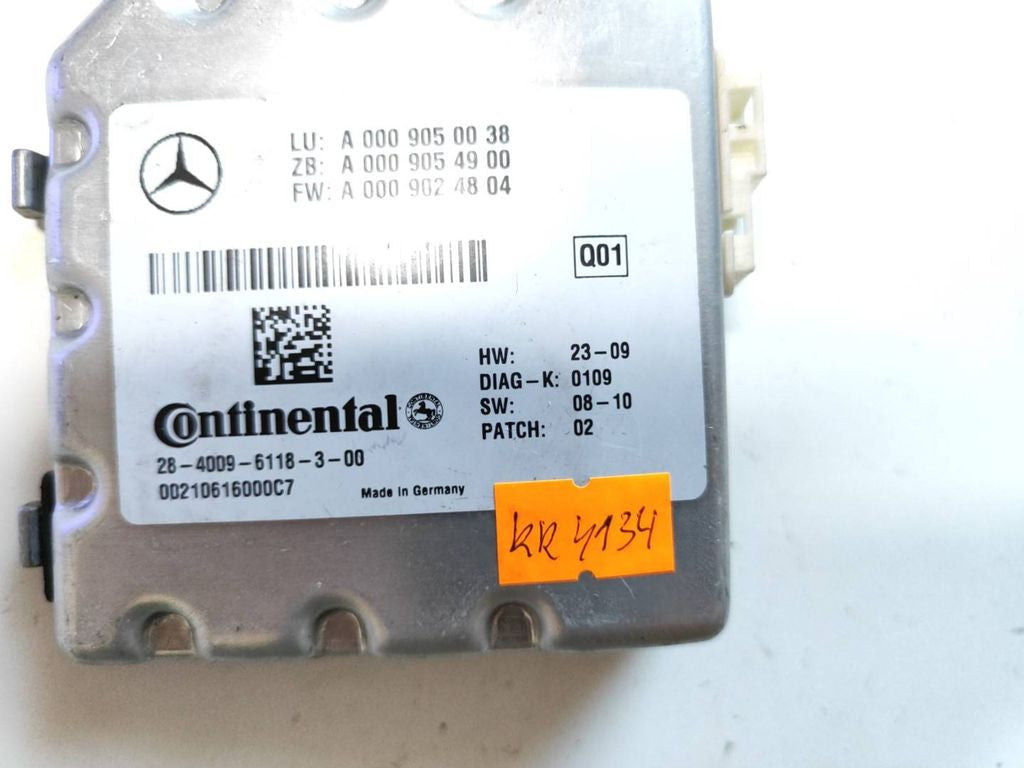 LU: A 000 905 00 38
ZB: A 000 905 49 00
FW: A 000 902 48 04
Q01
HW: 23-09
DIAG-K: 0109
SW: 08-10
PATCH: 02
Continental
28-4009-6118-3-00
00210616000C7
Made in Germany
KR 4134